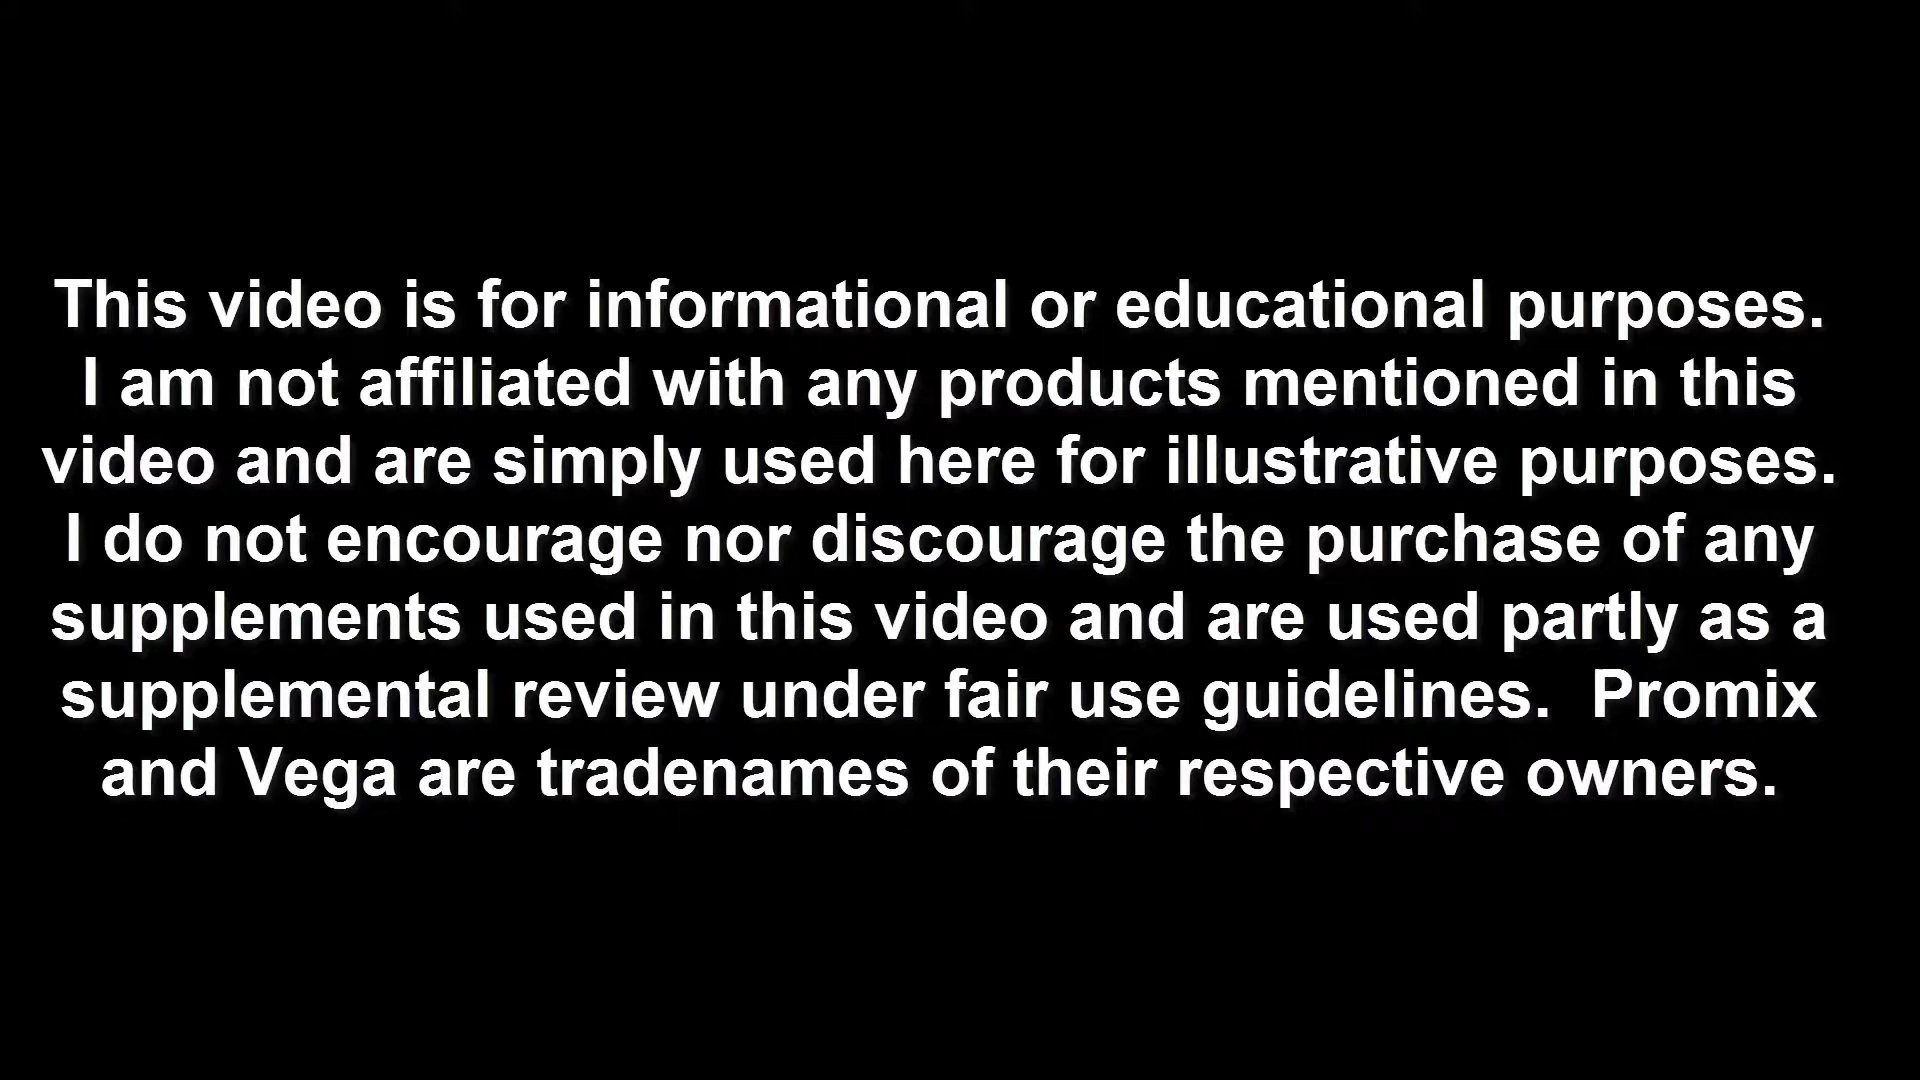 This video is for informational or educational purposes.
I am not affiliated with any products mentioned in this
video and are simply used here for illustrative purposes.
I do not encourage nor discourage the purchase of any
supplements used in this video and are used partly as a
supplemental review under fair use guidelines.  Promix
and Vega are tradenames of their respective owners.